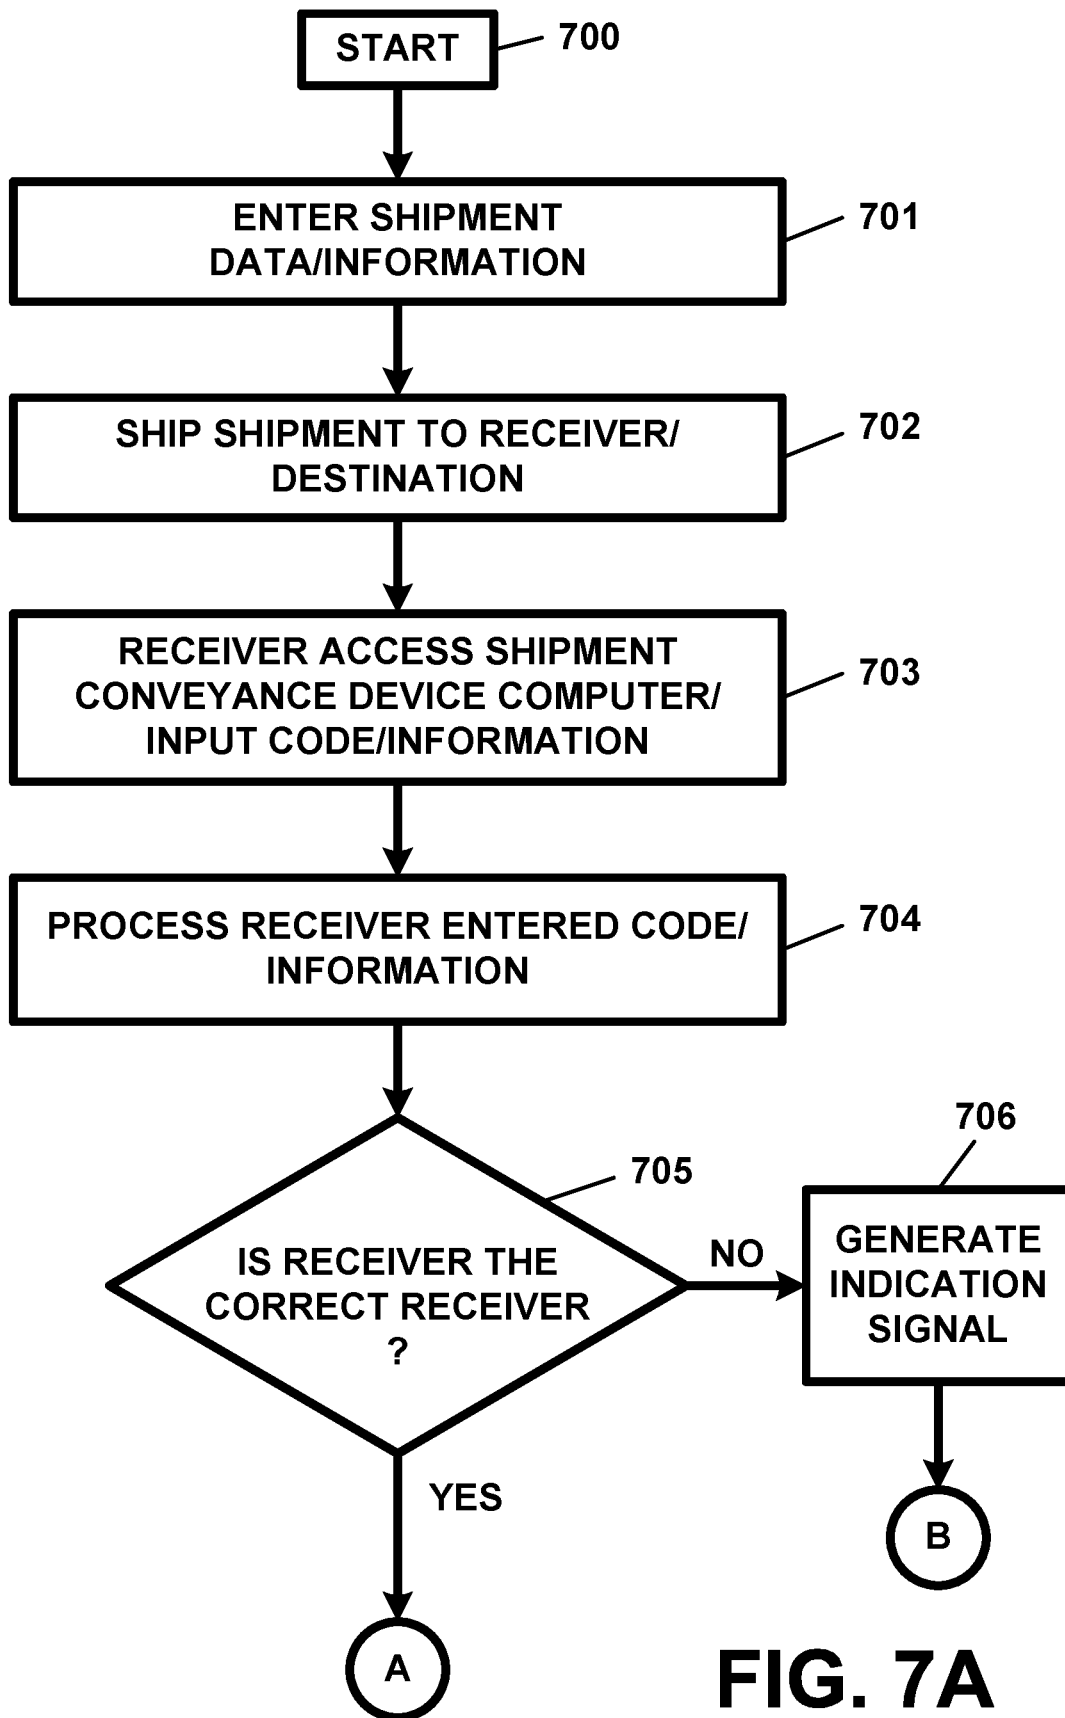 START
700
ENTER SHIPMENT
DATA/INFORMATION
701
SHIP SHIPMENT TO RECEIVER/
DESTINATION
702
RECEIVER ACCESS SHIPMENT
CONVEYANCE DEVICE COMPUTER/
INPUT CODE/INFORMATION
703
PROCESS RECEIVER ENTERED CODE/
INFORMATION
704
IS RECEIVER THE
CORRECT RECEIVER
?
705
NO
706
GENERATE
INDICATION
SIGNAL
YES
B
A
FIG. 7A